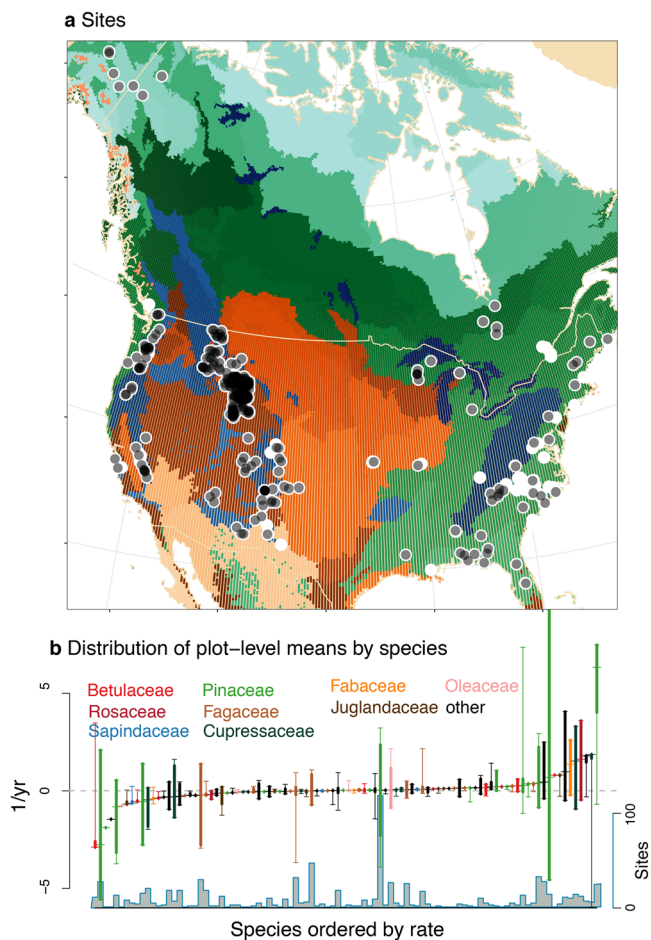 a Sites
b Distribution of plot−level means by species
Betulaceae Pinaceae Fabaceae Oleaceae
Rosaceae Fagaceae Juglandaceae other
Sapindaceae Cupressaceae
5
0
−5
1/yr
100
0
Sites
Species ordered by rate